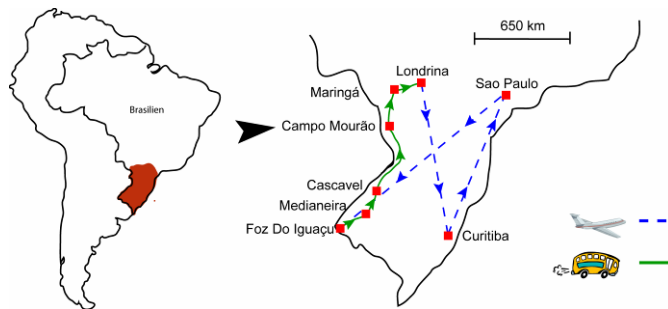 Brasilien
650 km
Londrina
Sao Paulo
Maringá
Campo Mourão
Cascavel
Medianeira
Foz Do Iguaçu
Curitiba